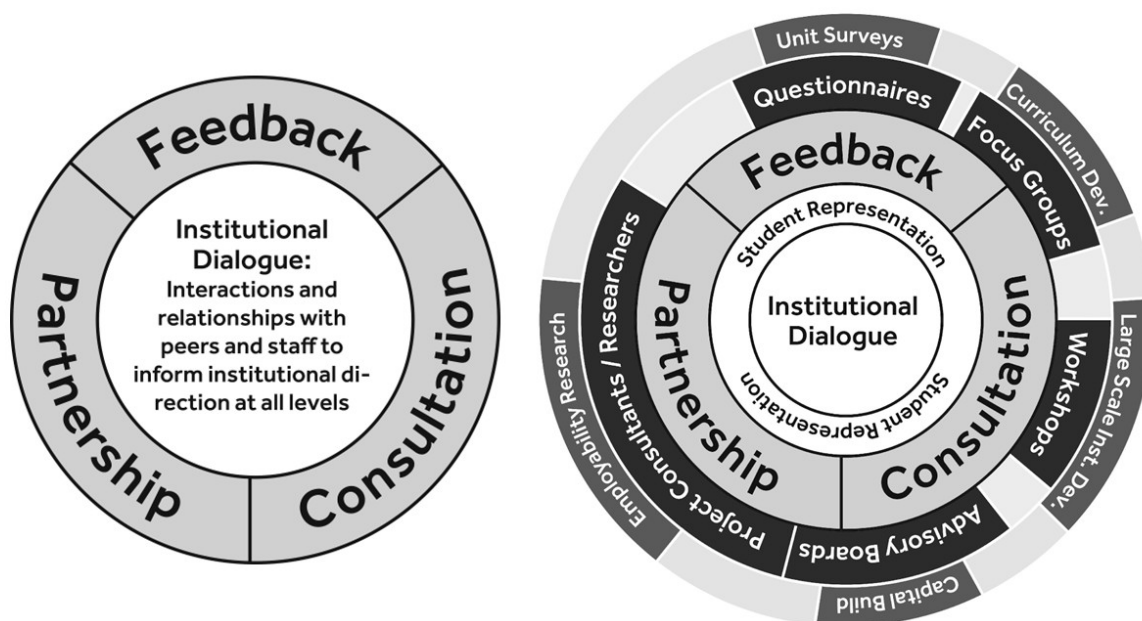 Feedback
Partnership
Consultation
Institutional
Dialogue:
Interactions and
relationships with
peers and staff to
inform institutional di-
rection at all levels
Unit Surveys
Questionnaires
Curriculum Dev.
Focus Groups
Feedback
Student Representation
Institutional
Dialogue
Student Representation
Partnership
Consultation
Project Consultants / Researchers
Employability Research
Workshops
Large Scale Inst. Dev.
Advisory Boards
Capital Build